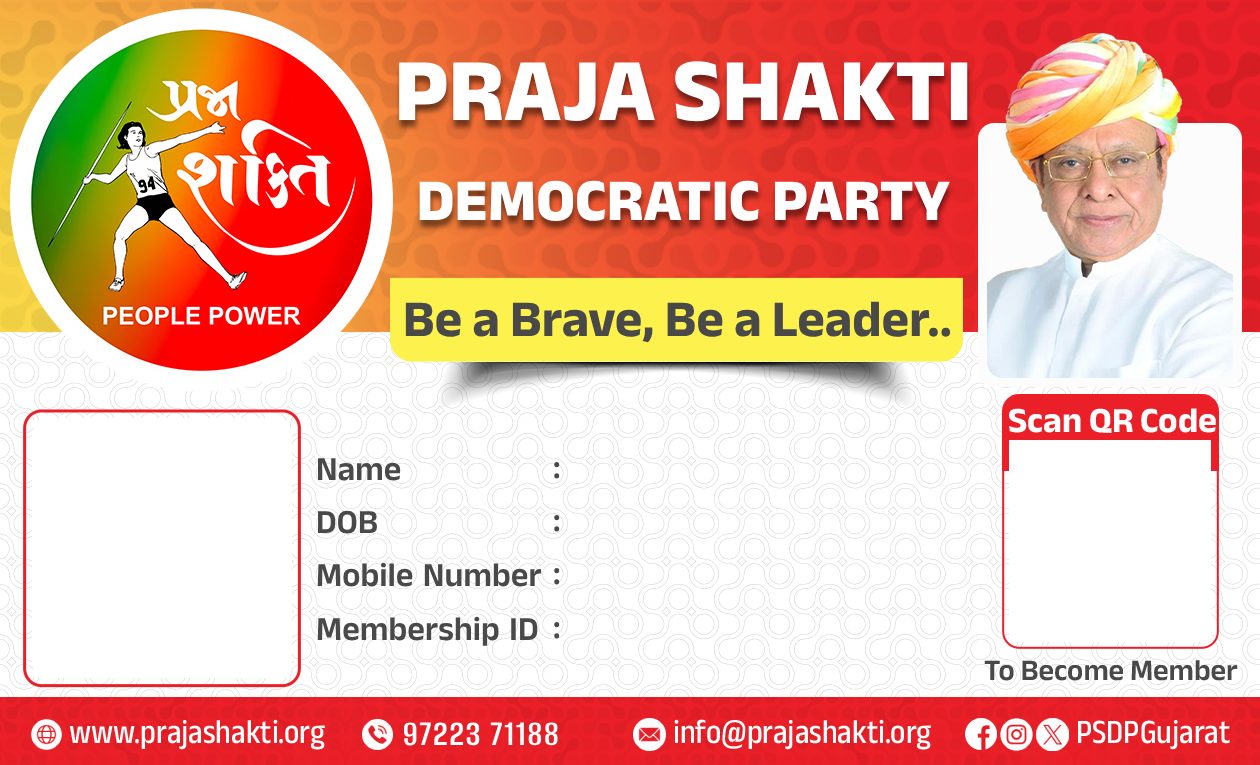 પ્રજા
શક્તિ
94
PEOPLE POWER
PRAJA SHAKTI
DEMOCRATIC PARTY
Be a Brave, Be a Leader..
Scan QR Code
Name :
DOB :
Mobile Number :
Membership ID :
To Become Member
www.prajashakti.org 97223 71188 info@prajashakti.org PSDPGujarat